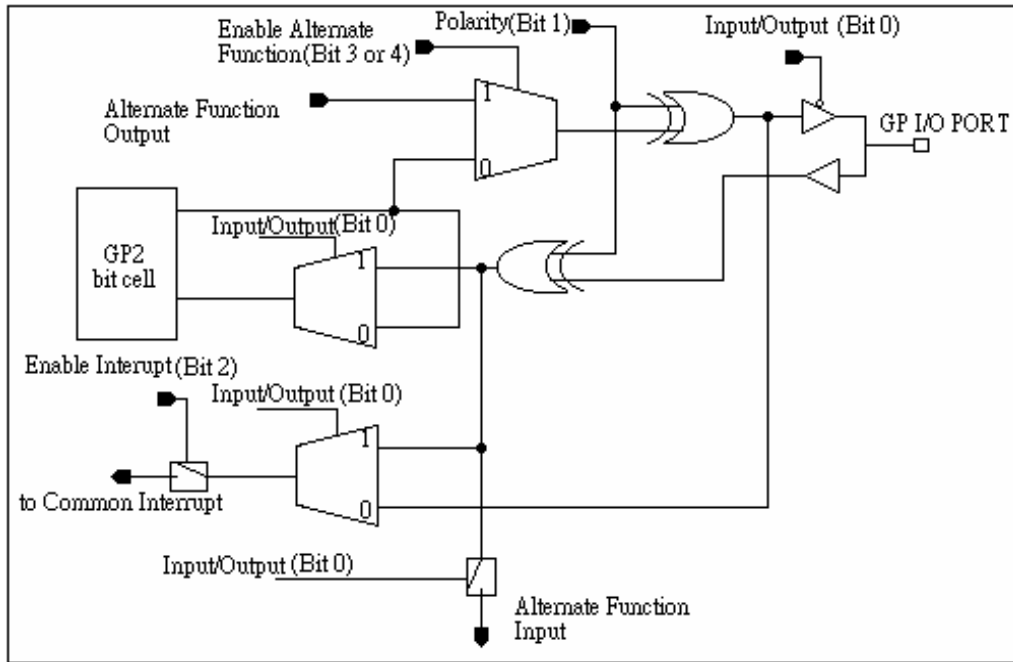 Polarity(Bit 1)
Input/Output (Bit 0)
Enable Alternate
Function(Bit 3 or 4)
Alternate Function
Output
1
0
GP I/O PORT
Input/Output(Bit 0)
GP2
bit cell
1
0
Enable Interupt(Bit 2)
Input/Output (Bit 0)
1
0
to Common Interrupt
Input/Output (Bit 0)
Alternate Function
Input